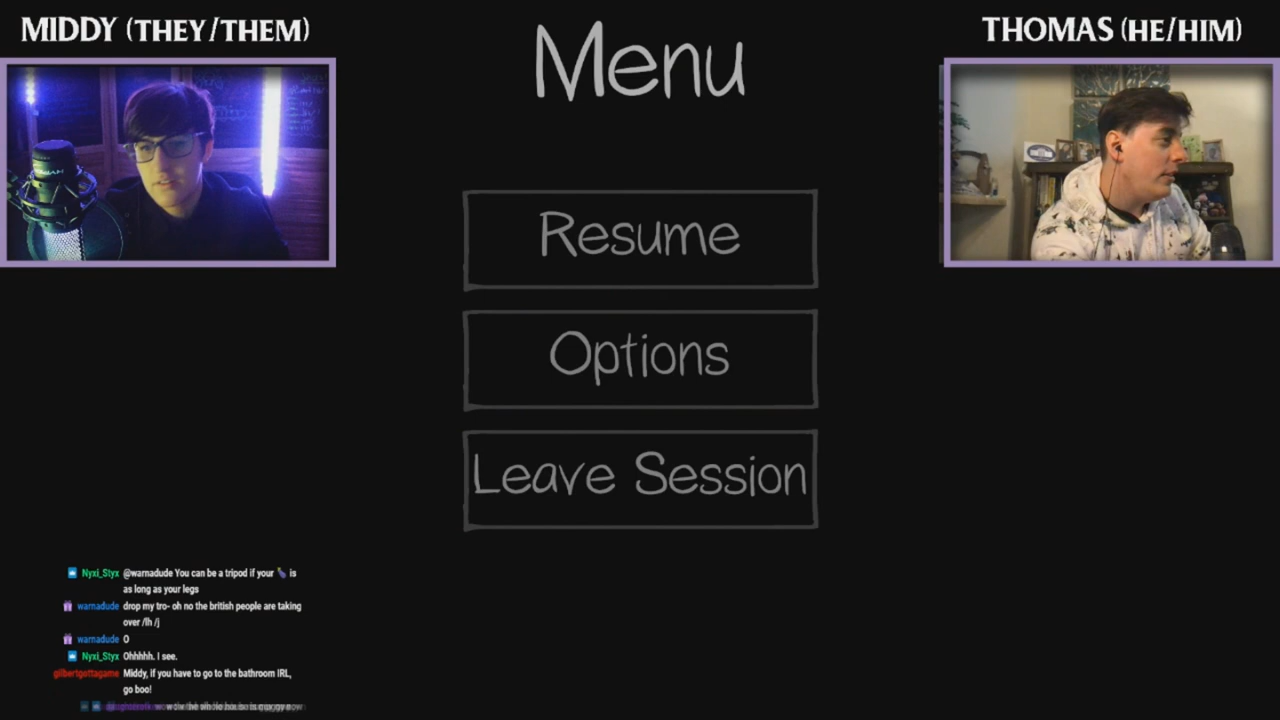 MIDDY (THEY/THEM)
THOMAS (HE/HIM)
Menu
Resume
Options
Leave Session
Nyxi_Styx @warnadude You can be a tripod if your 🍆 is
as long as your legs
warnadude drop my tro- oh no the british people are taking
over /lh /j
warnadude O
Nyxi_Styx Ohhhhh. I see.
gilbertgottagame Middy, if you have to go to the bathroom IRL,
go boo!